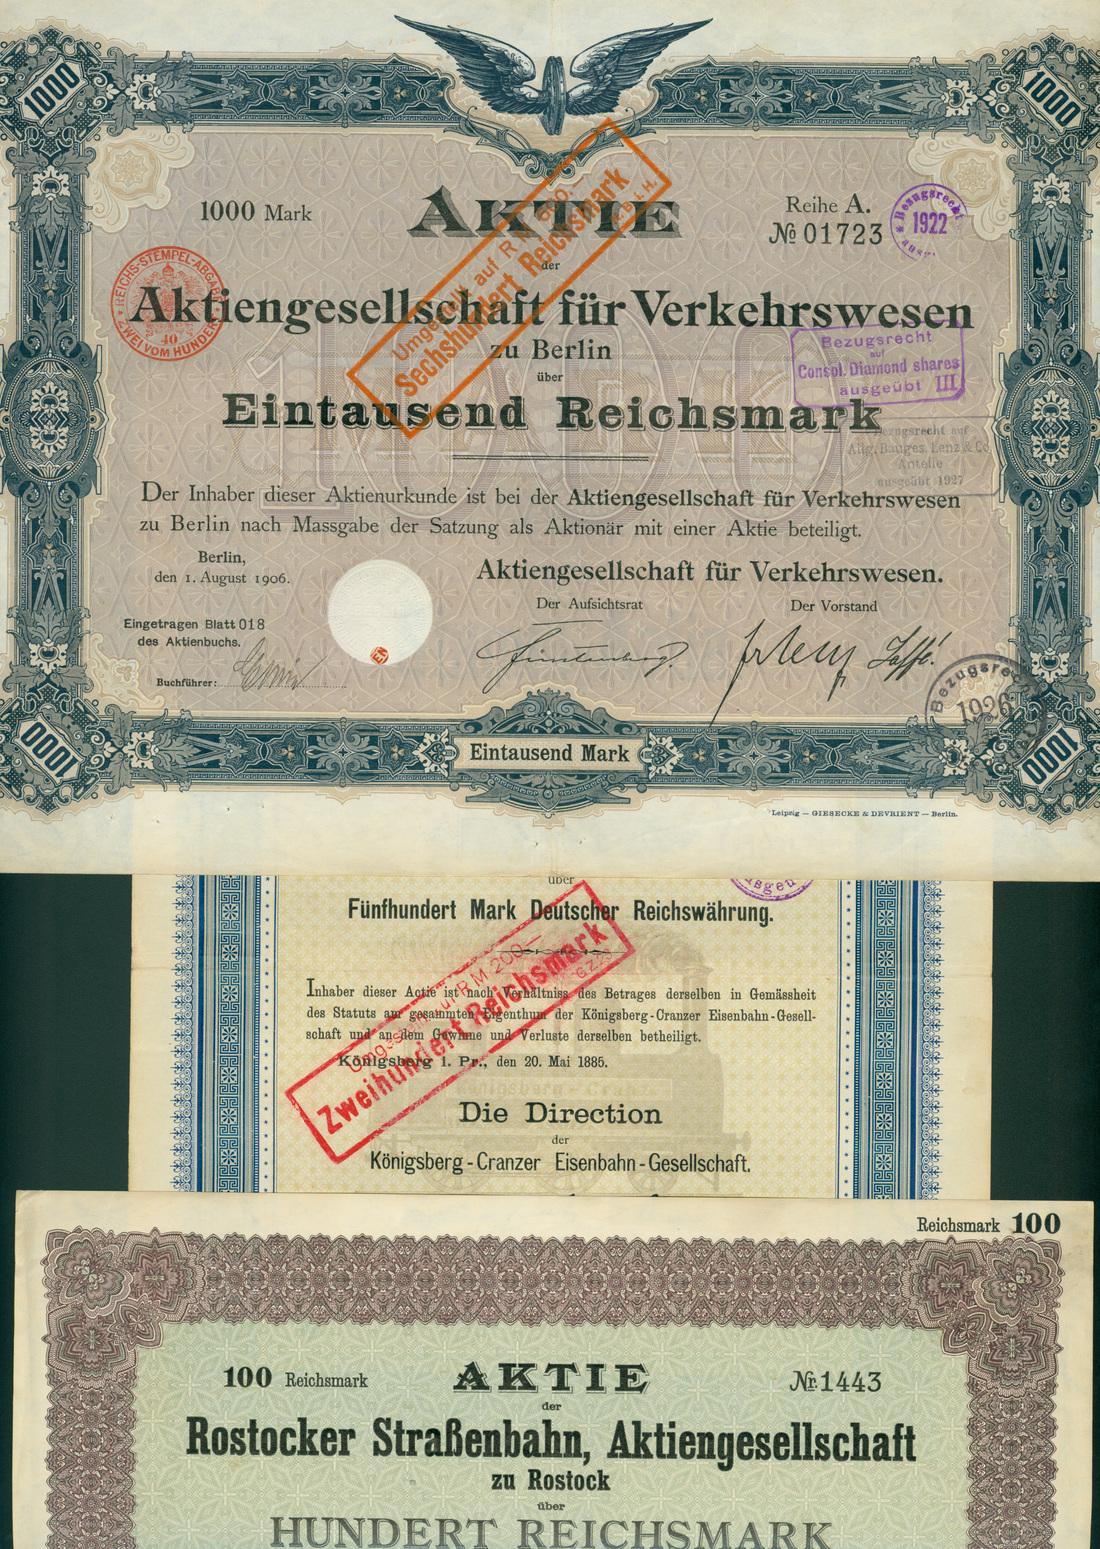 1000
1000
1000 Mark
AKTIE
Reihe A.
№ 01723
Bezugsrecht
1922
der
REICHS-STEMPEL-ABGABE
ZWEI VOM HUNDERT
40
Umgestellt auf RM 600.—
Sechshundert Reichsmark
Aktiengesellschaft für Verkehrswesen
zu Berlin
über
Bezugsrecht
auf
Consol. Diamond shares
ausgeübt III
Eintausend Reichsmark
Bezugsrecht auf
Allg. Bauges. Lenz & Co
Anteile
ausgeübt 1927
Der Inhaber dieser Aktienurkunde ist bei der Aktiengesellschaft für Verkehrswesen
zu Berlin nach Massgabe der Satzung als Aktionär mit einer Aktie beteiligt.
Berlin,
den 1. August 1906.
Aktiengesellschaft für Verkehrswesen.
Der Aufsichtsrat
Der Vorstand
Eingetragen Blatt 018
des Aktienbuchs.
Fürstenberg.
Buchführer:
Bezugsrecht
1926
1000
1000
Eintausend Mark
Leipzig — GIESECKE & DEVRIENT — Berlin.
über
Fünfhundert Mark Deutscher Reichswährung.
Umgestellt auf RM 200.—
Zweihundert Reichsmark
Inhaber dieser Actie ist nach Verhältniss des Betrages derselben in Gemässheit
des Statuts am gesammten Eigenthum der Königsberg-Cranzer Eisenbahn-Gesell-
schaft und an dem Gewinne und Verluste derselben betheiligt.
Königsberg i. Pr., den 20. Mai 1885.
Die Direction
der
Königsberg-Cranzer Eisenbahn-Gesellschaft.
Reichsmark 100
100 Reichsmark
AKTIE
Nr. 1443
der
Rostocker Straßenbahn, Aktiengesellschaft
zu Rostock
über
HUNDERT REICHSMARK